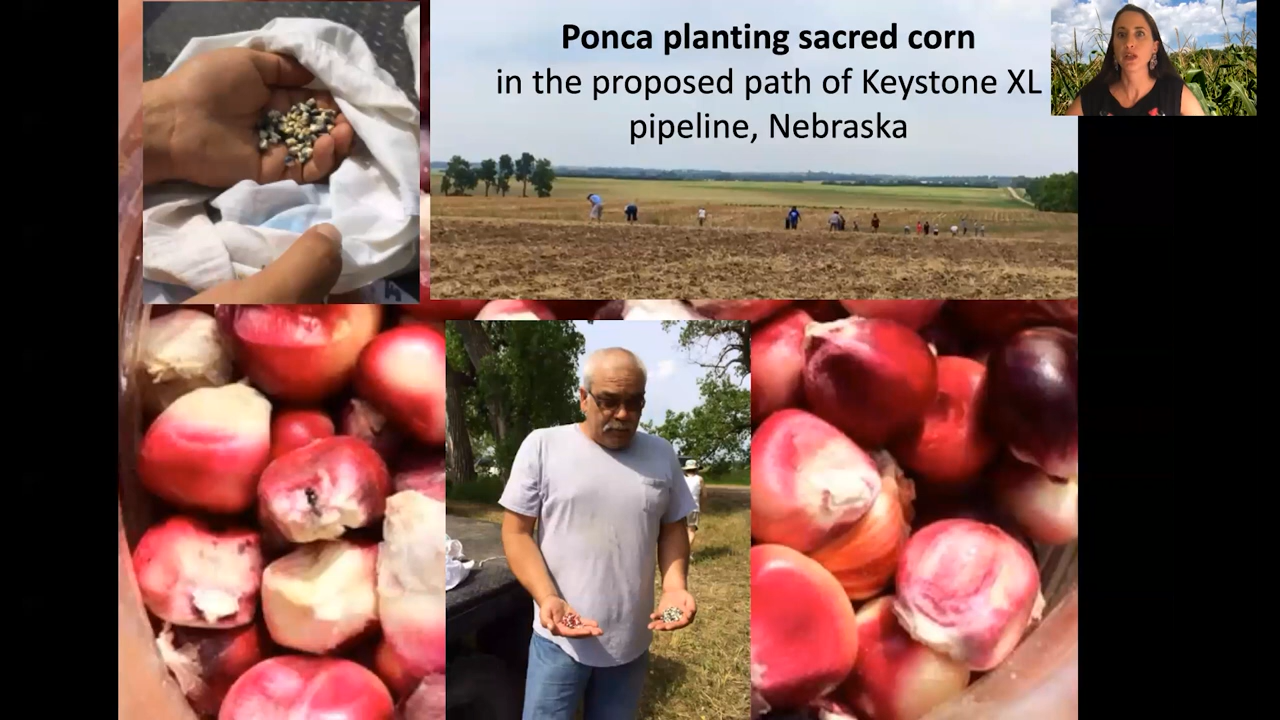 Ponca planting sacred corn
in the proposed path of Keystone XL
pipeline, Nebraska